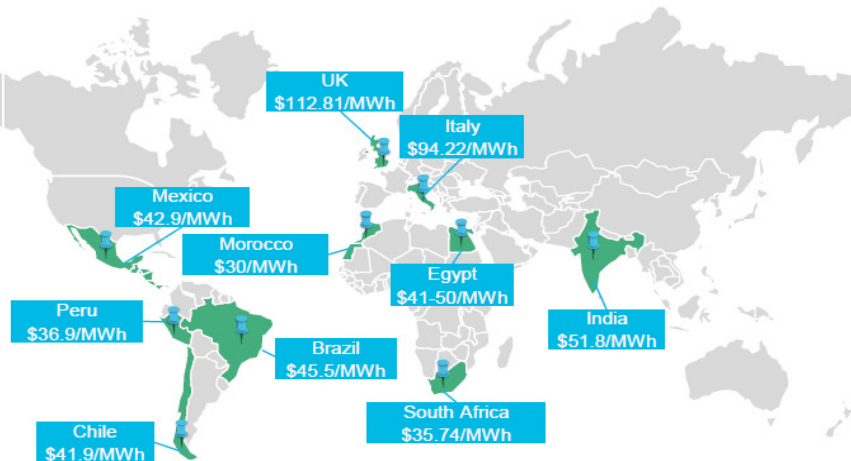 UK
$112.81/MWh
Italy
$94.22/MWh
Mexico
$42.9/MWh
Morocco
$30/MWh
Egypt
$41-50/MWh
Peru
$36.9/MWh
India
$51.8/MWh
Brazil
$45.5/MWh
South Africa
$35.74/MWh
Chile
$41.9/MWh